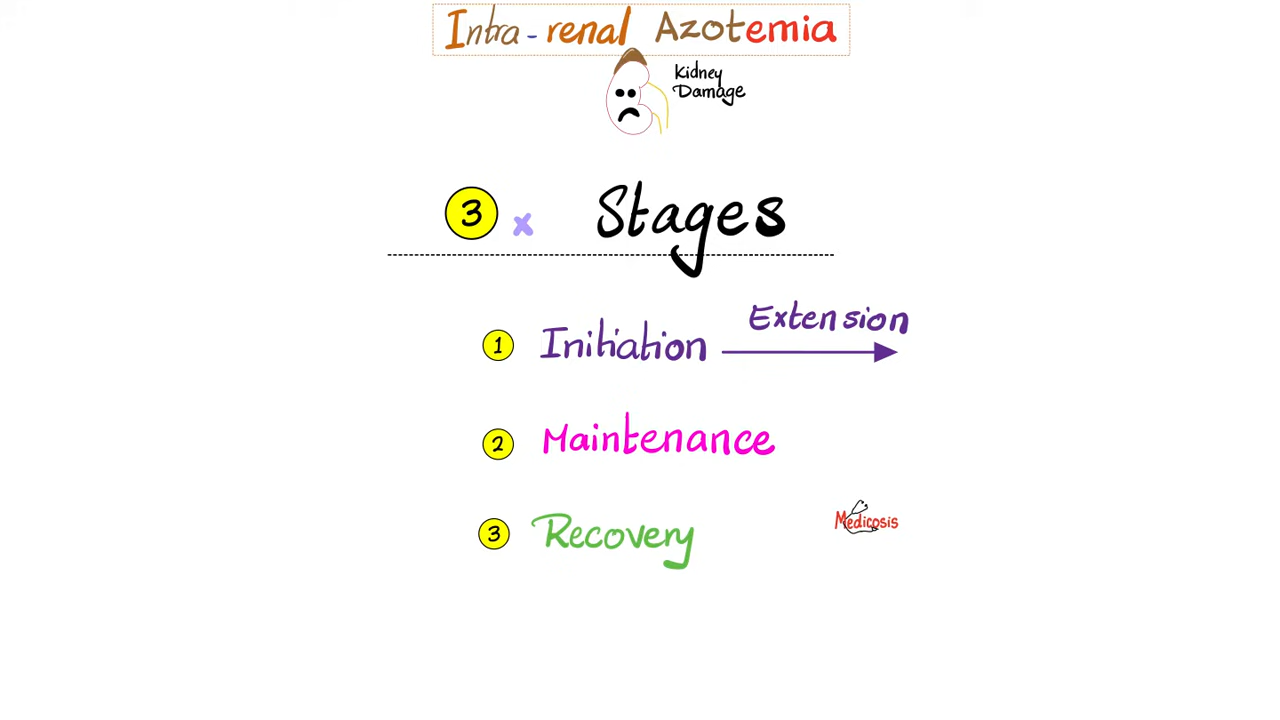 Intra-renal Azotemia
Kidney
Damage
3 x Stages
Extension
1 Initiation
2 Maintenance
3 Recovery
Medicosis